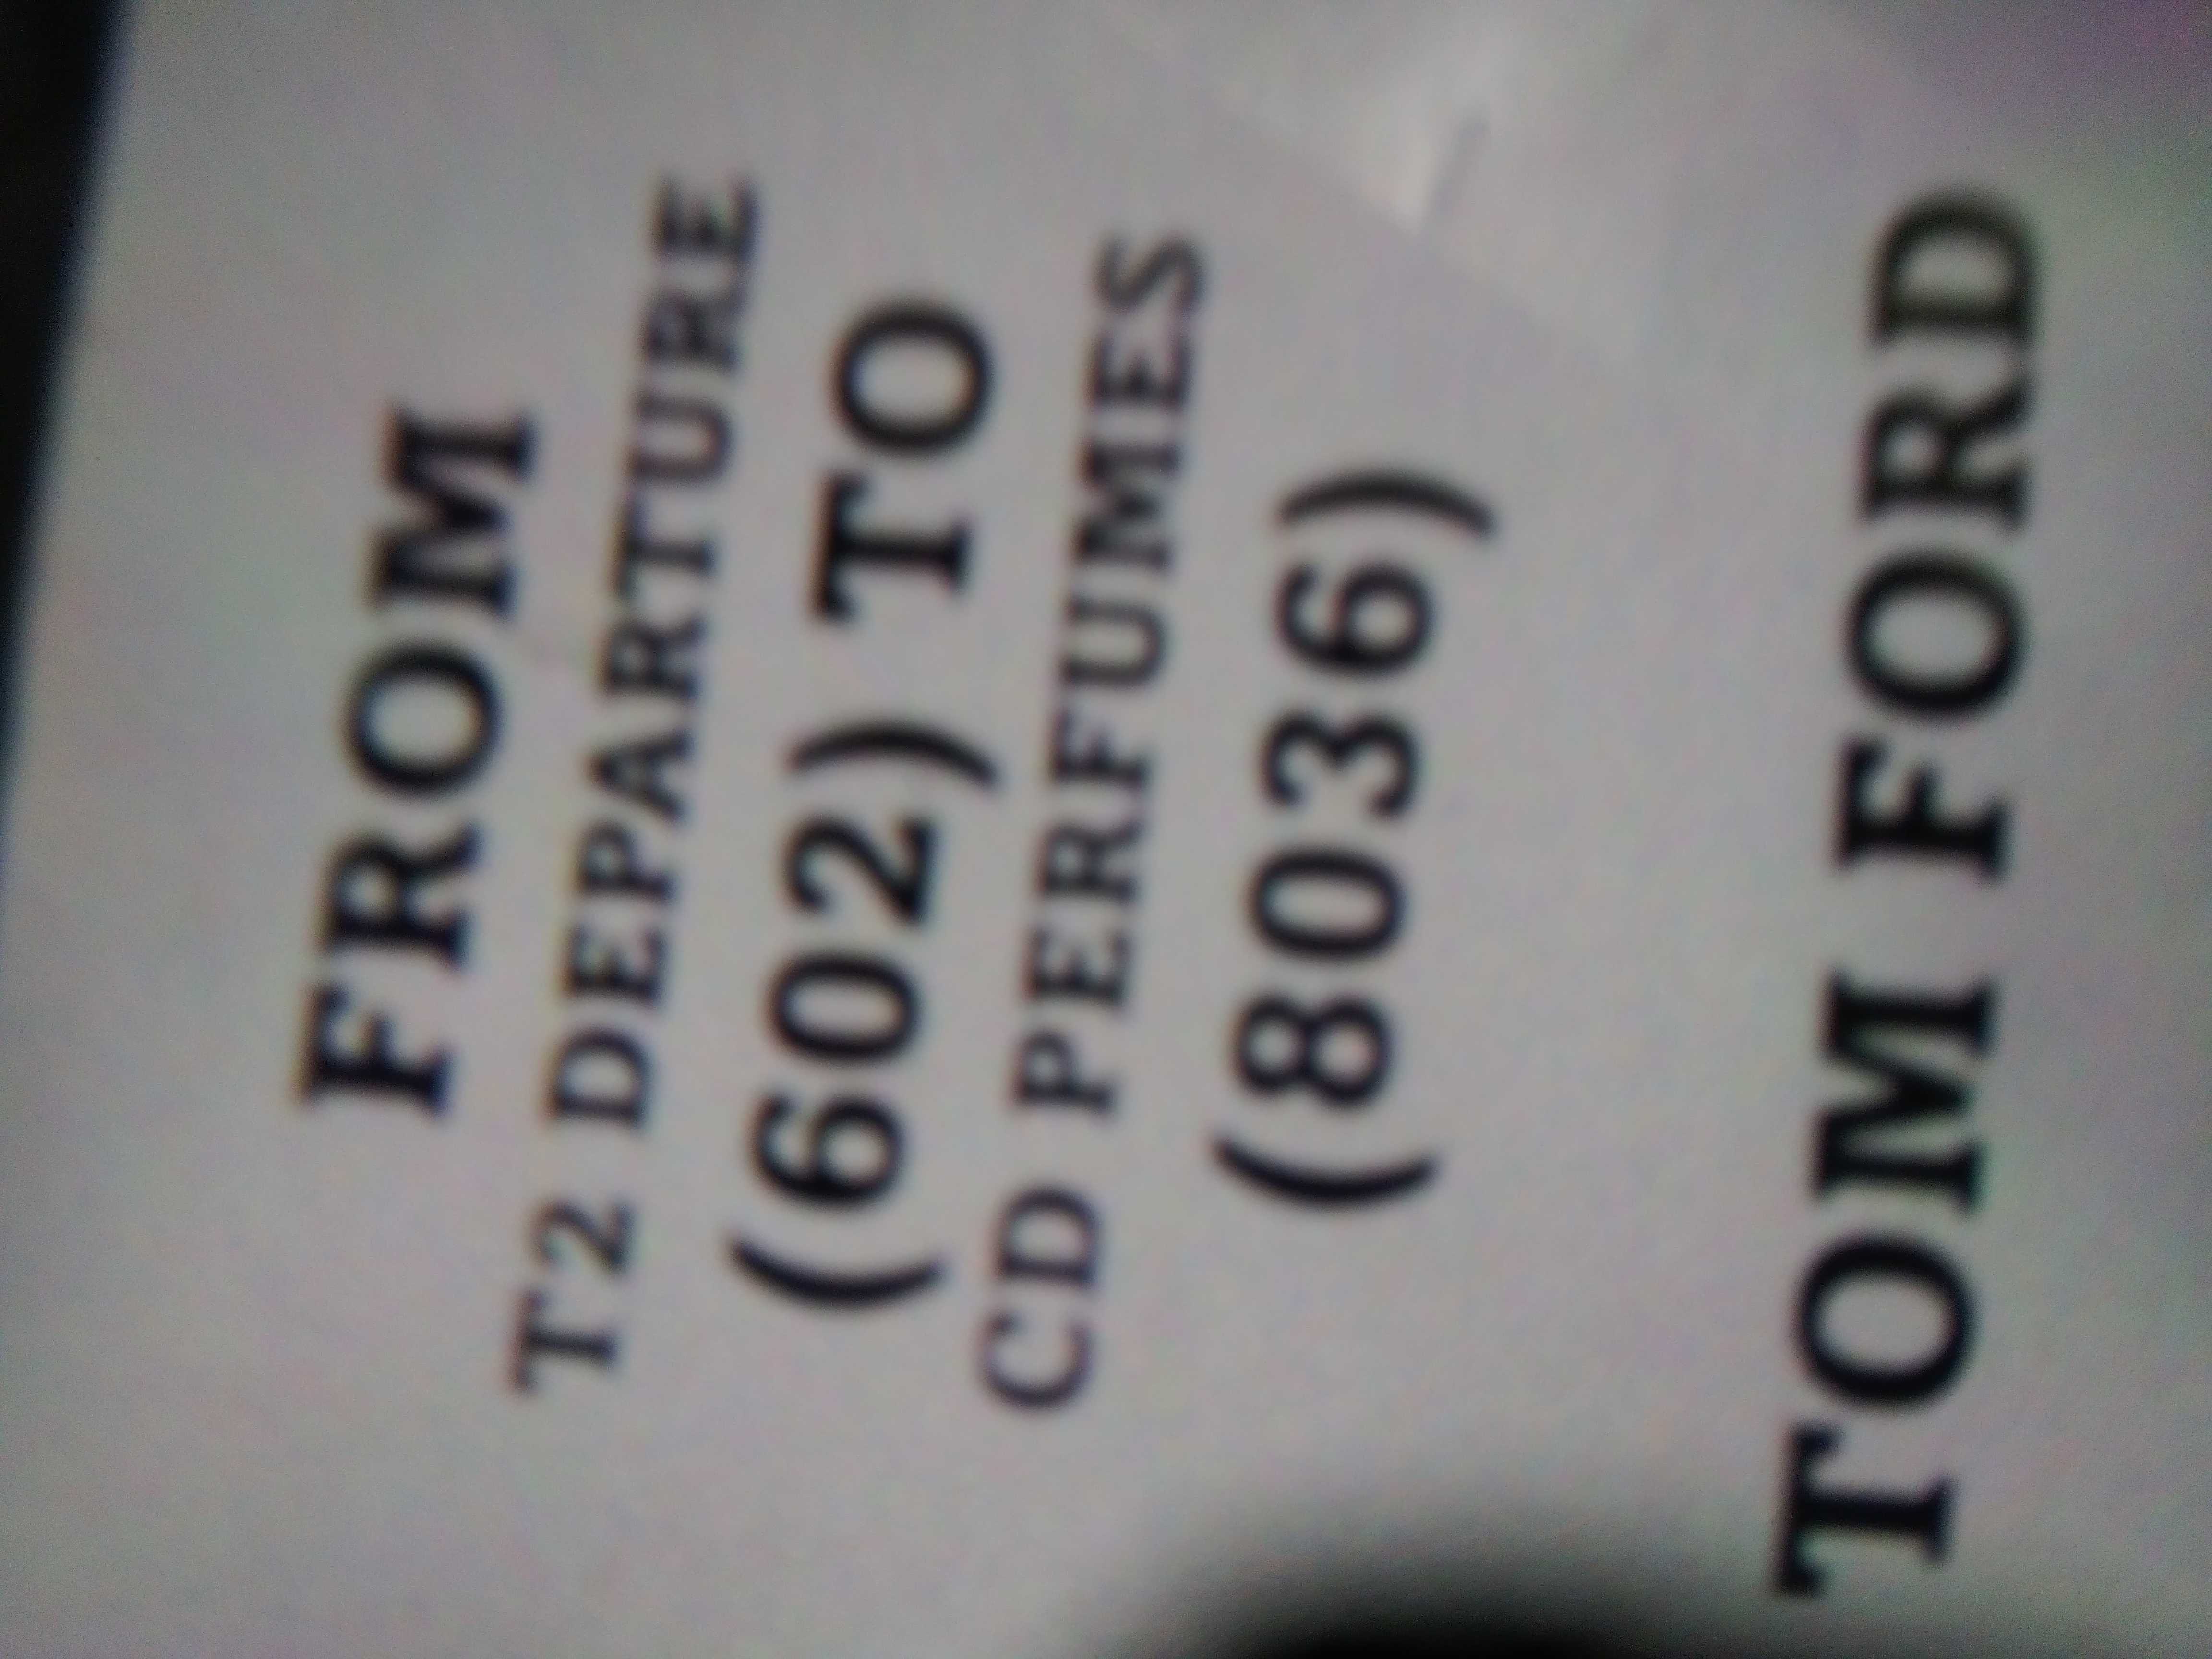 FROM
T2 DEPARTURE
(602) TO
CD PERFUMES
(8036)
TOM FORD